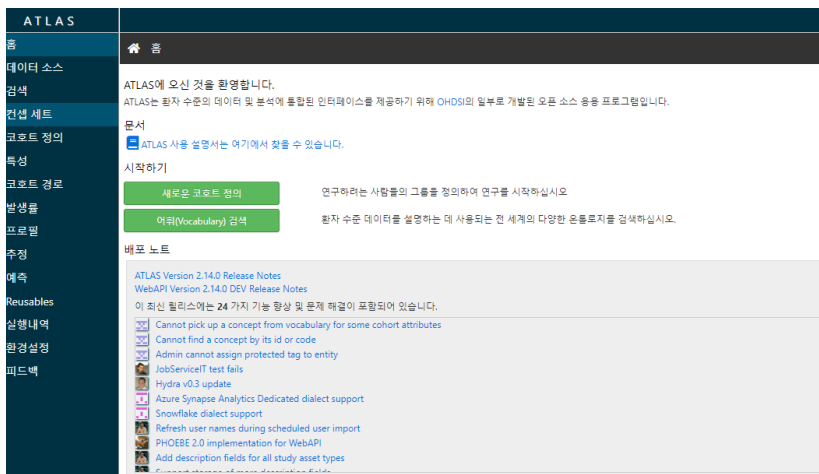 ATLAS
홈
데이터 소스
검색
컨셉 세트
코호트 정의
특성
코호트 경로
발생률
프로필
추정
예측
Reusables
실행내역
환경설정
피드백
홈
ATLAS에 오신 것을 환영합니다.
ATLAS는 환자 수준의 데이터 및 분석에 통합된 인터페이스를 제공하기 위해 OHDSI의 일부로 개발된 오픈 소스 응용 프로그램입니다.
문서
ATLAS 사용 설명서는 여기에서 찾을 수 있습니다.
시작하기
새로운 코호트 정의 연구하려는 사람들의 그룹을 정의하여 연구를 시작하십시오
어휘(Vocabulary) 검색 환자 수준 데이터를 설명하는 데 사용되는 전 세계의 다양한 온톨로지를 검색하십시오.
배포 노트
ATLAS Version 2.14.0 Release Notes
WebAPI Version 2.14.0 DEV Release Notes
이 최신 릴리스에는 24 가지 기능 향상 및 문제 해결이 포함되어 있습니다.
Cannot pick up a concept from vocabulary for some cohort attributes
Cannot find a concept by its id or code
Admin cannot assign protected tag to entity
JobServiceIT test fails
Hydra v0.3 update
Azure Synapse Analytics Dedicated dialect support
Snowflake dialect support
Refresh user names during scheduled user import
PHOEBE 2.0 implementation for WebAPI
Add description fields for all study asset types
Support storage of more description fields